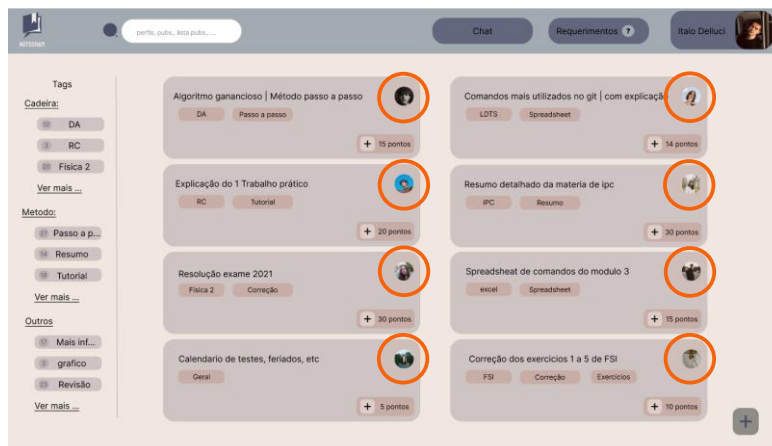 NOTEGRAM
perfis, pubs., lista pubs., ...
Chat
Requerimentos ?
Italo Delluci
Tags
Cadeira:
DA
RC
Física 2
Ver mais ...
Metodo:
Passo a p...
Resumo
Tutorial
Ver mais ...
Outros
Mais inf...
grafico
Revisão
Ver mais ...
Algoritmo ganancioso | Método passo a passo
DA Passo a passo
+ 15 pontos
Comandos mais utilizados no git | com explicação
LDTS Spreadsheet
+ 14 pontos
Explicação do 1 Trabalho prático
RC Tutorial
+ 20 pontos
Resumo detalhado da materia de ipc
IPC Resumo
+ 30 pontos
Resolução exame 2021
Física 2 Correção
+ 30 pontos
Spreadsheat de comandos do modulo 3
excel Spreadsheet
+ 15 pontos
Calendario de testes, feriados, etc
Geral
+ 5 pontos
Correção dos exercicios 1 a 5 de FSI
FSI Correção Exercicios
+ 10 pontos
+